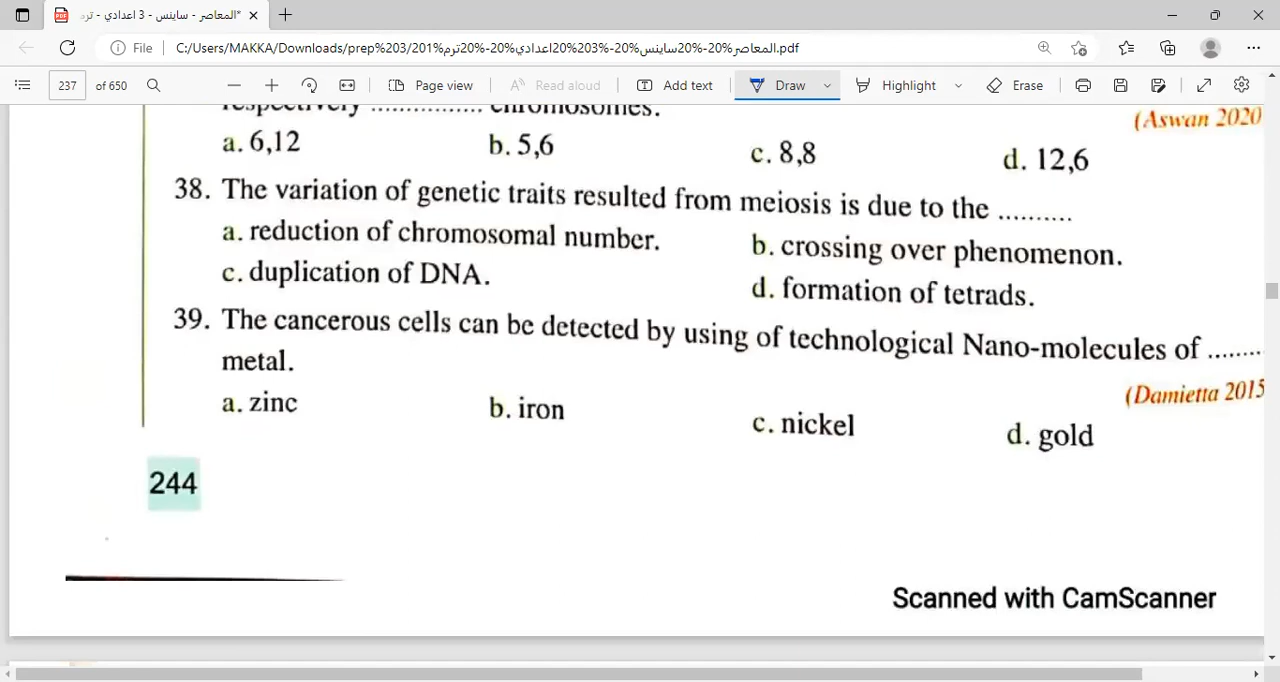 *المعاصر - ساينس - 3 اعدادي - تر
File
C:/Users/MAKKA/Downloads/prep%203/201%المعاصر%20-%20ساينس%20-%203%20اعدادي%20-%20ترم.pdf
237 of 650
Page view
Read aloud
Add text
Draw
Highlight
Erase
respectively ................ chromosomes.
(Aswan 2020
a. 6,12 b. 5,6 c. 8,8 d. 12,6
38. The variation of genetic traits resulted from meiosis is due to the ..........
a. reduction of chromosomal number. b. crossing over phenomenon.
c. duplication of DNA. d. formation of tetrads.
39. The cancerous cells can be detected by using of technological Nano-molecules of ........
metal.
(Damietta 2015
a. zinc b. iron c. nickel d. gold
244
Scanned with CamScanner